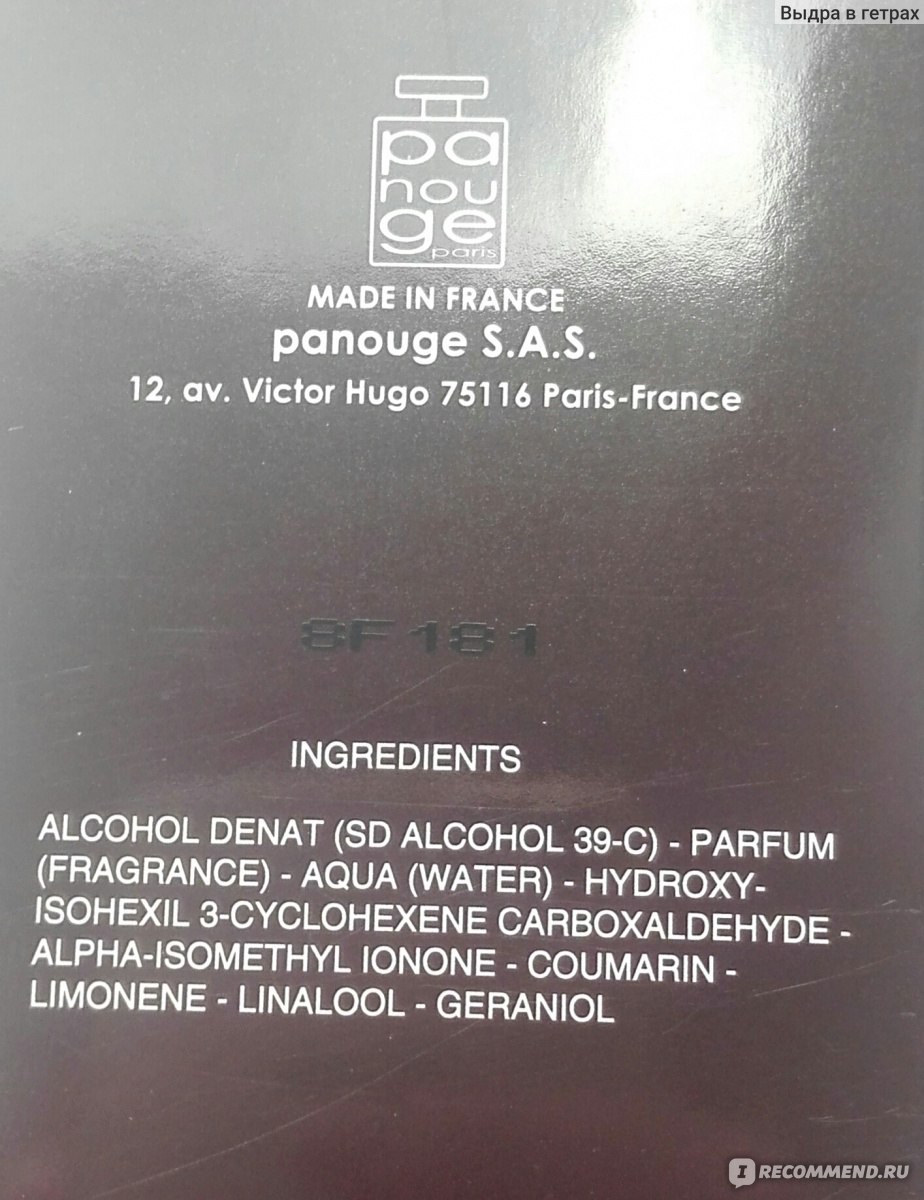 Выдра в гетрах
pa
nou
ge
paris
MADE IN FRANCE
panouge S.A.S.
12, av. Victor Hugo 75116 Paris-France
8F181
INGREDIENTS
ALCOHOL DENAT (SD ALCOHOL 39-C) - PARFUM
(FRAGRANCE) - AQUA (WATER) - HYDROXY-
ISOHEXIL 3-CYCLOHEXENE CARBOXALDEHYDE -
ALPHA-ISOMETHYL IONONE - COUMARIN -
LIMONENE - LINALOOL - GERANIOL
IRECOMMEND.RU